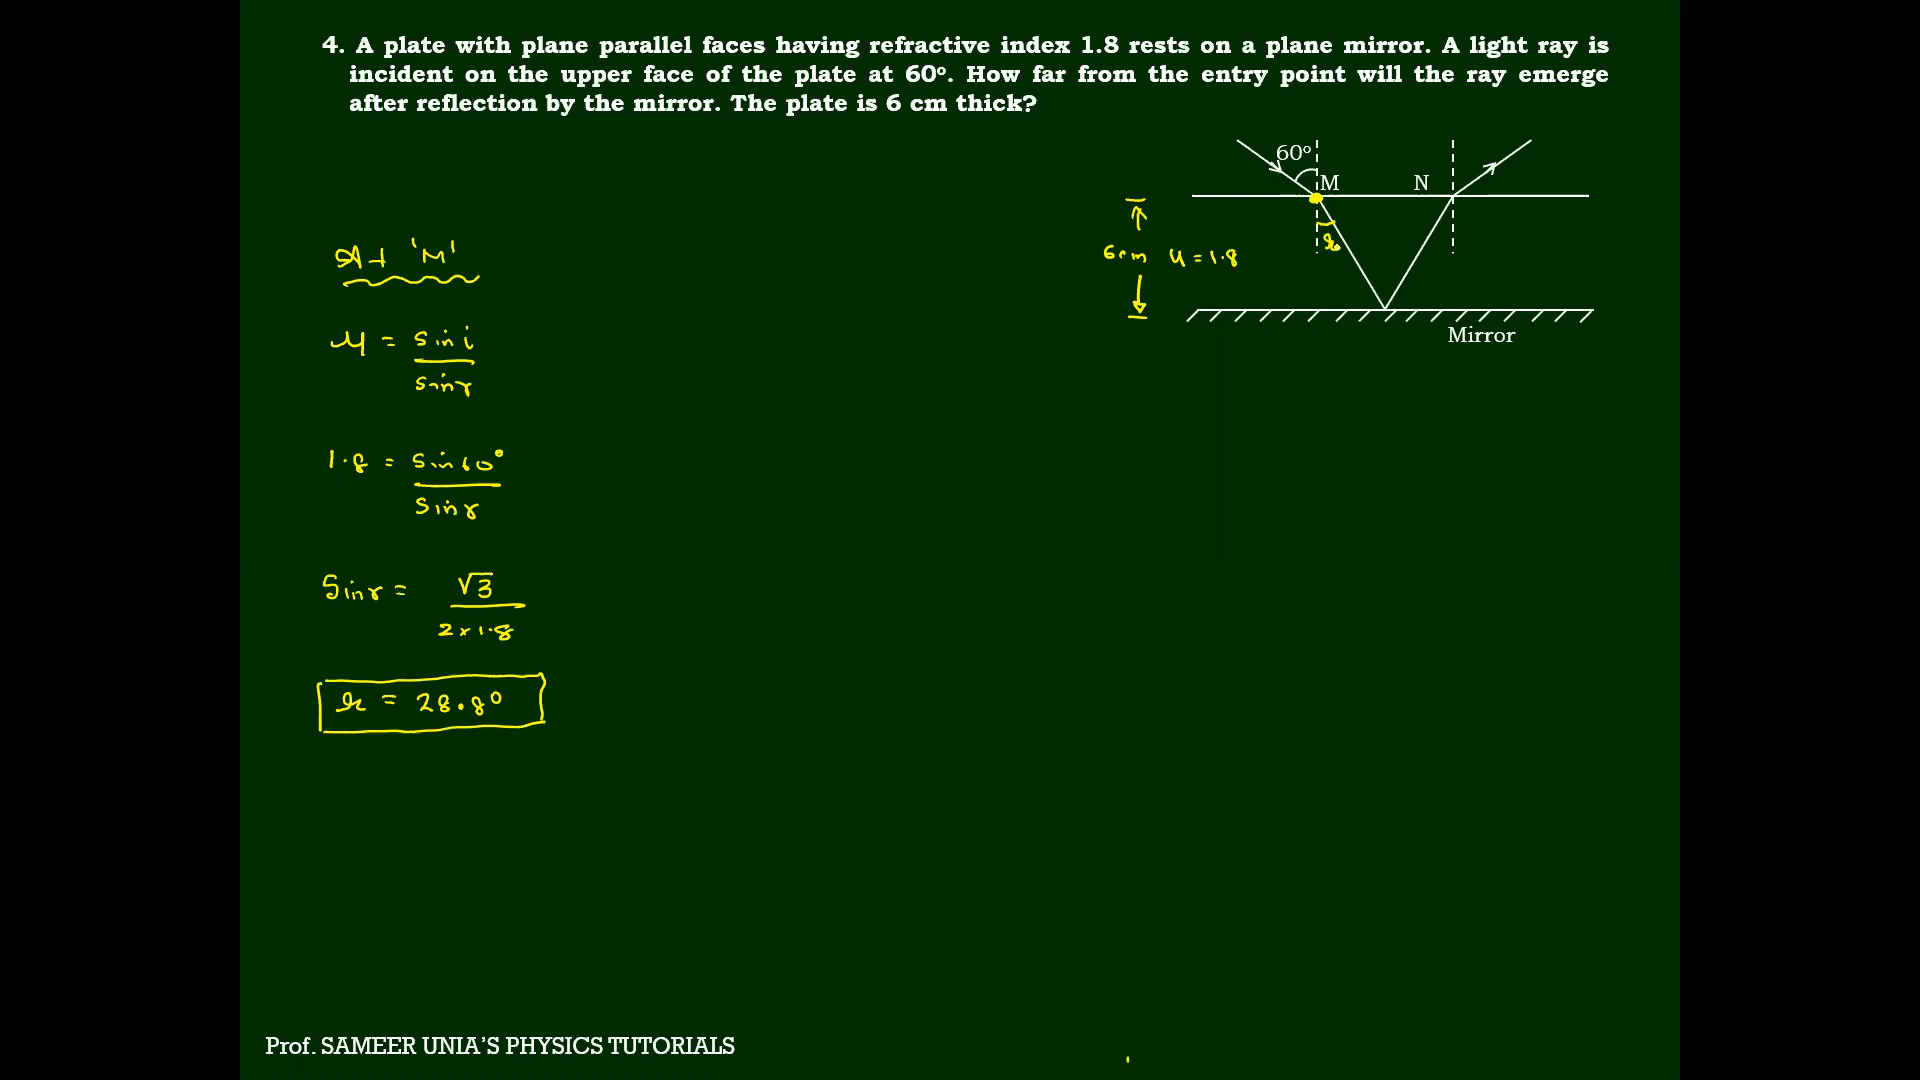 4. A plate with plane parallel faces having refractive index 1.8 rests on a plane mirror. A light ray is
incident on the upper face of the plate at 60°. How far from the entry point will the ray emerge
after reflection by the mirror. The plate is 6 cm thick?
60°
M
N
r
6cm μ = 1.8
Mirror
At 'M'
μ = sin i
sin r
1.8 = sin 60°
sin r
Sin r = √3
2 × 1.8
r = 28.8°
Prof. SAMEER UNIA'S PHYSICS TUTORIALS